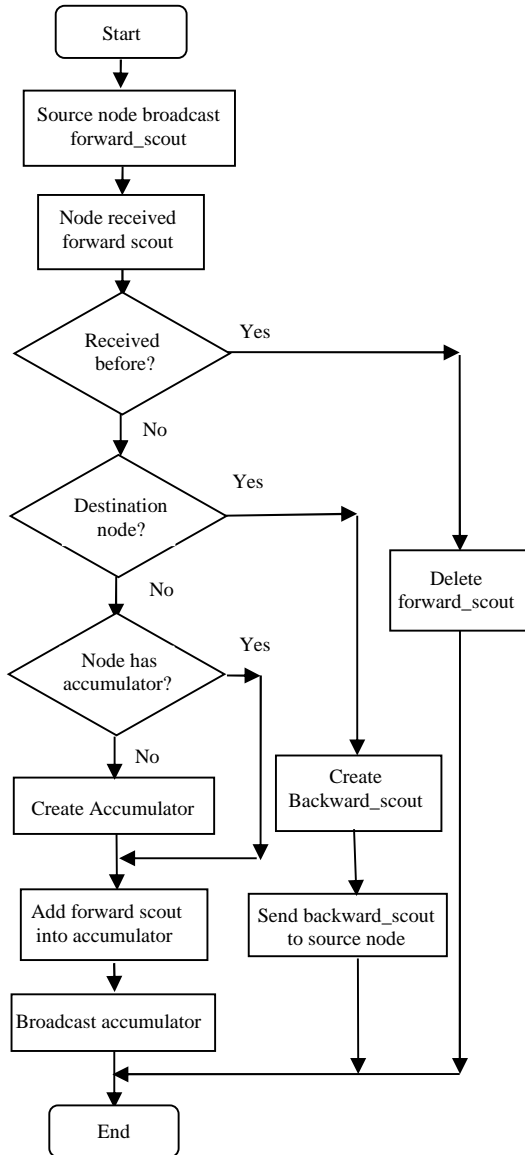 Start
Source node broadcast
forward_scout
Node received
forward scout
Received
before?
Yes
No
Destination
node?
Yes
No
Delete
forward_scout
Node has
accumulator?
Yes
No
Create Accumulator
Create
Backward_scout
Add forward scout
into accumulator
Send backward_scout
to source node
Broadcast accumulator
End